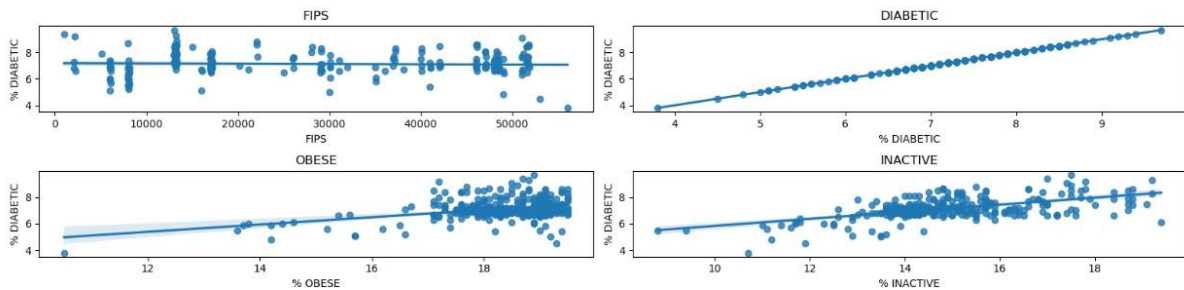 FIPS
% DIABETIC
8
6
4
0 10000 20000 30000 40000 50000
FIPS
DIABETIC
% DIABETIC
8
6
4
4 5 6 7 8 9
% DIABETIC
OBESE
% DIABETIC
8
6
4
12 14 16 18
% OBESE
INACTIVE
% DIABETIC
8
6
4
10 12 14 16 18
% INACTIVE